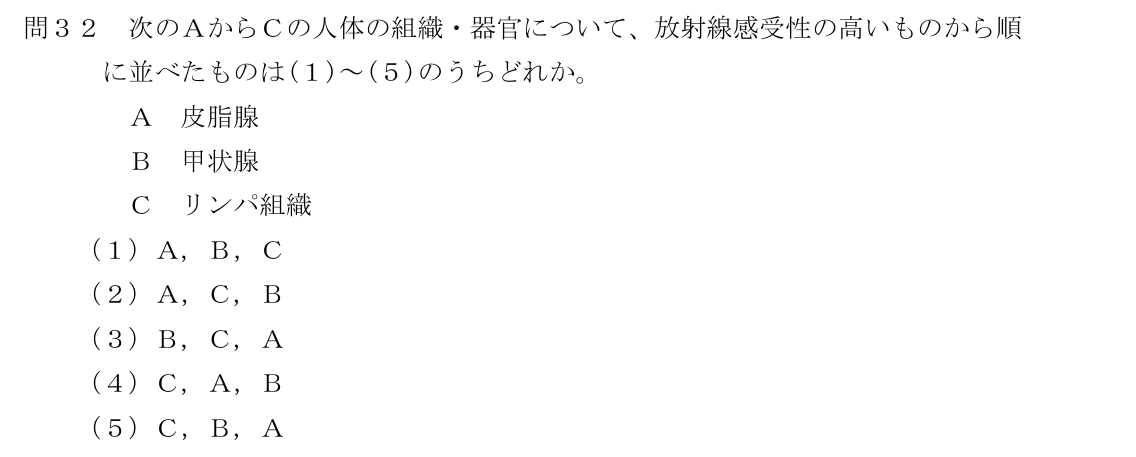 問３２　次のＡからＣの人体の組織・器官について、放射線感受性の高いものから順
に並べたものは(１)～(５)のうちどれか。
Ａ　皮脂腺
Ｂ　甲状腺
Ｃ　リンパ組織
(１) Ａ，Ｂ，Ｃ
(２) Ａ，Ｃ，Ｂ
(３) Ｂ，Ｃ，Ａ
(４) Ｃ，Ａ，Ｂ
(５) Ｃ，Ｂ，Ａ